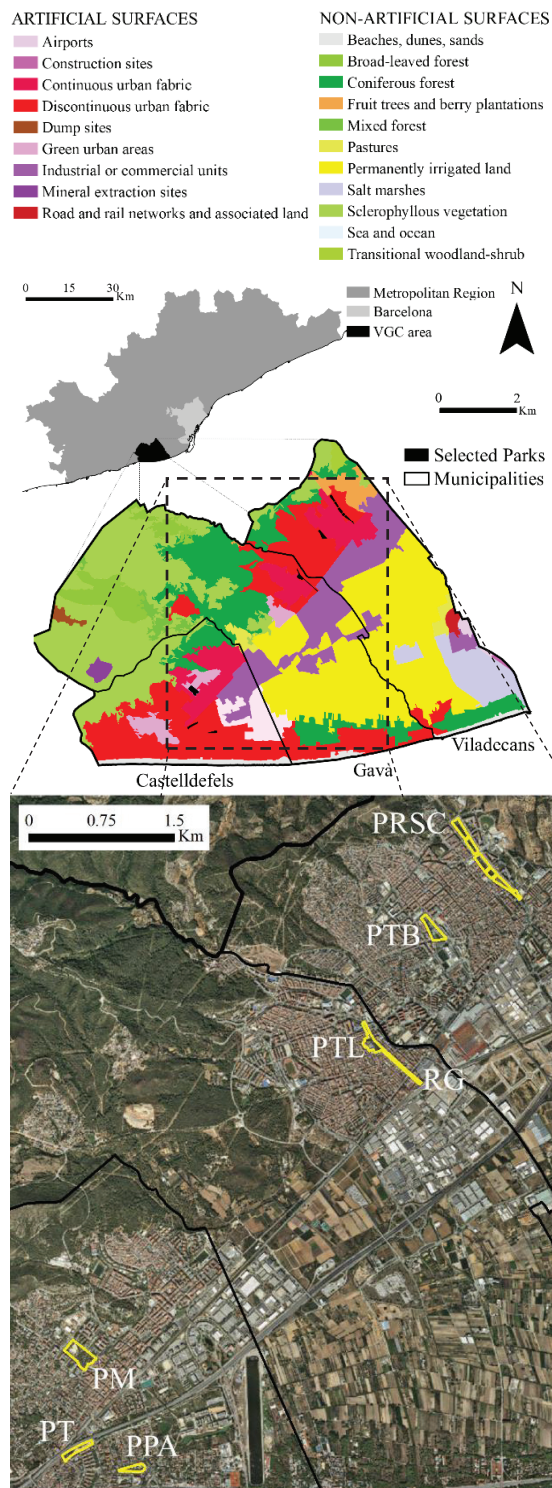 ARTIFICIAL SURFACES
Airports
Construction sites
Continuous urban fabric
Discontinuous urban fabric
Dump sites
Green urban areas
Industrial or commercial units
Mineral extraction sites
Road and rail networks and associated land
NON-ARTIFICIAL SURFACES
Beaches, dunes, sands
Broad-leaved forest
Coniferous forest
Fruit trees and berry plantations
Mixed forest
Pastures
Permanently irrigated land
Salt marshes
Sclerophyllous vegetation
Sea and ocean
Transitional woodland-shrub
0 15 30
Km
Metropolitan Region
Barcelona
VGC area
N
0 2
Km
Selected Parks
Municipalities
Viladecans
Gava
Castelldefels
0 0.75 1.5
Km
PRSC
PTB
PTL
RG
PM
PT
PPA